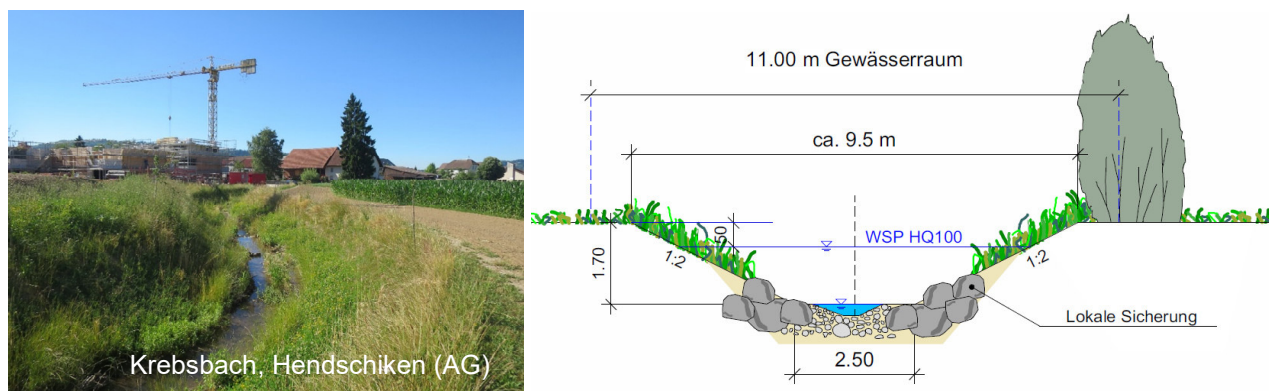 Krebsbach, Hendschiken (AG)
11.00 m Gewässerraum
ca. 9.5 m
.50
WSP HQ100
1.70
1:2
1:2
Lokale Sicherung
2.50